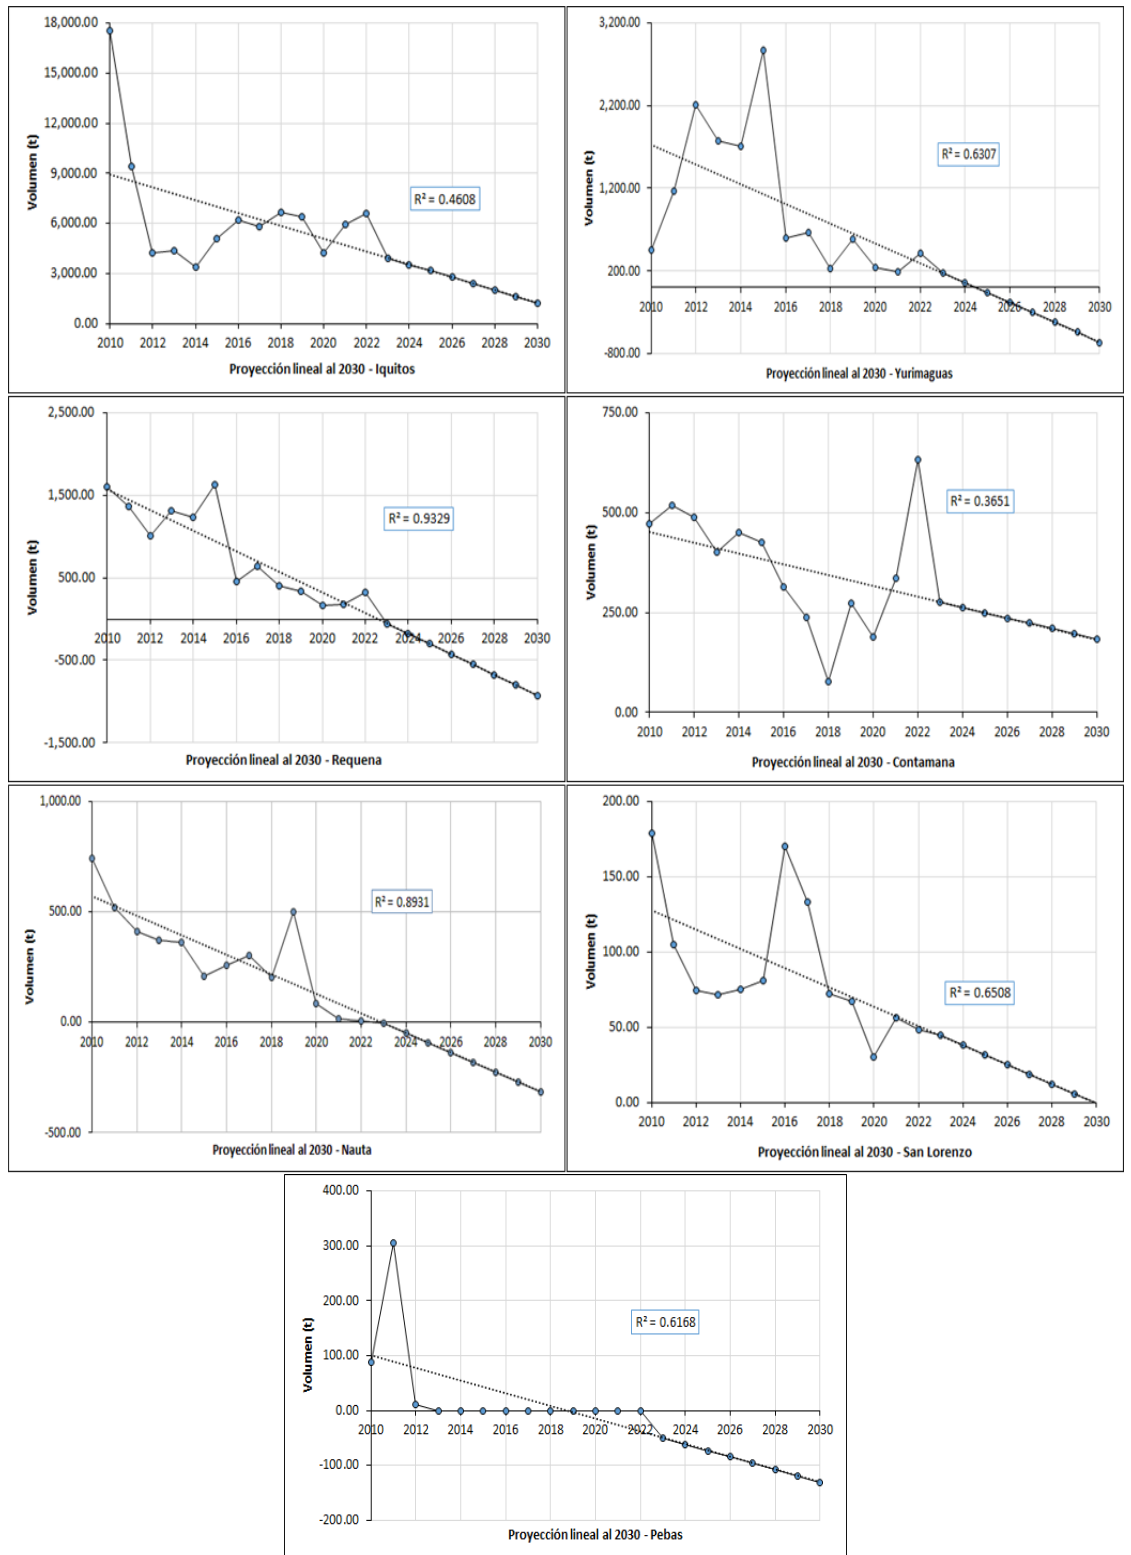 18,000.00
15,000.00
12,000.00
9,000.00
6,000.00
3,000.00
0.00
Volumen (t)
R² = 0.4608
2010 2012 2014 2016 2018 2020 2022 2024 2026 2028 2030
Proyección lineal al 2030 - Iquitos
3,200.00
2,200.00
1,200.00
200.00
-800.00
Volumen (t)
R² = 0.6307
2010 2012 2014 2016 2018 2020 2022 2024 2026 2028 2030
Proyección lineal al 2030 - Yurimaguas
2,500.00
1,500.00
500.00
-500.00
-1,500.00
Volumen (t)
R² = 0.9329
2010 2012 2014 2016 2018 2020 2022 2024 2026 2028 2030
Proyección lineal al 2030 - Requena
750.00
500.00
250.00
0.00
Volumen (t)
R² = 0.3651
2010 2012 2014 2016 2018 2020 2022 2024 2026 2028 2030
Proyección lineal al 2030 - Contamana
1,000.00
500.00
0.00
-500.00
Volumen (t)
R² = 0.8931
2010 2012 2014 2016 2018 2020 2022 2024 2026 2028 2030
Proyección lineal al 2030 - Nauta
200.00
150.00
100.00
50.00
0.00
Volumen (t)
R² = 0.6508
2010 2012 2014 2016 2018 2020 2022 2024 2026 2028 2030
Proyección lineal al 2030 - San Lorenzo
400.00
300.00
200.00
100.00
0.00
-100.00
-200.00
Volumen (t)
R² = 0.6168
2010 2012 2014 2016 2018 2020 2022 2024 2026 2028 2030
Proyección lineal al 2030 - Pebas